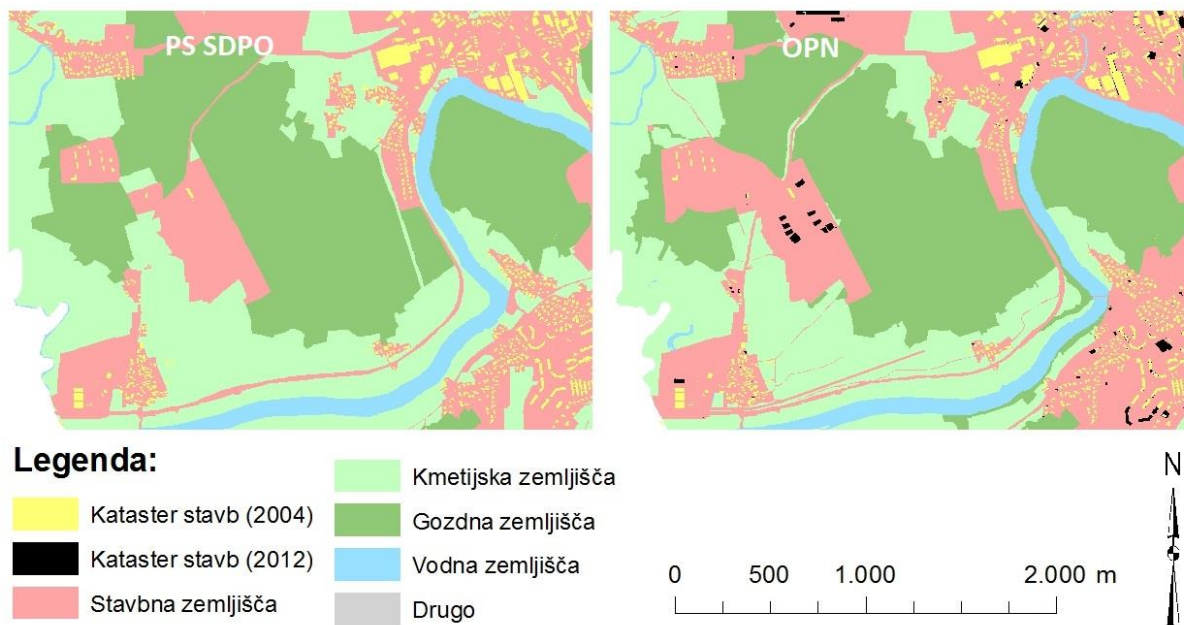 PS SDPO
OPN
Legenda:
Kataster stavb (2004)
Kataster stavb (2012)
Stavbna zemljišča
Kmetijska zemljišča
Gozdna zemljišča
Vodna zemljišča
Drugo
0 500 1.000 2.000 m
N